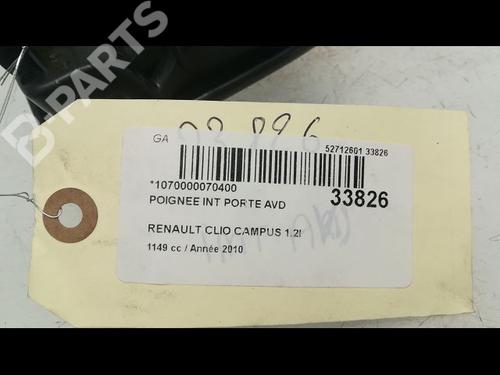 B-PARTS
GA
52712601 33826
*1070000070400
33826
POIGNEE INT PORTE AVD
RENAULT CLIO CAMPUS 1.2I
1149 cc / Année 2010